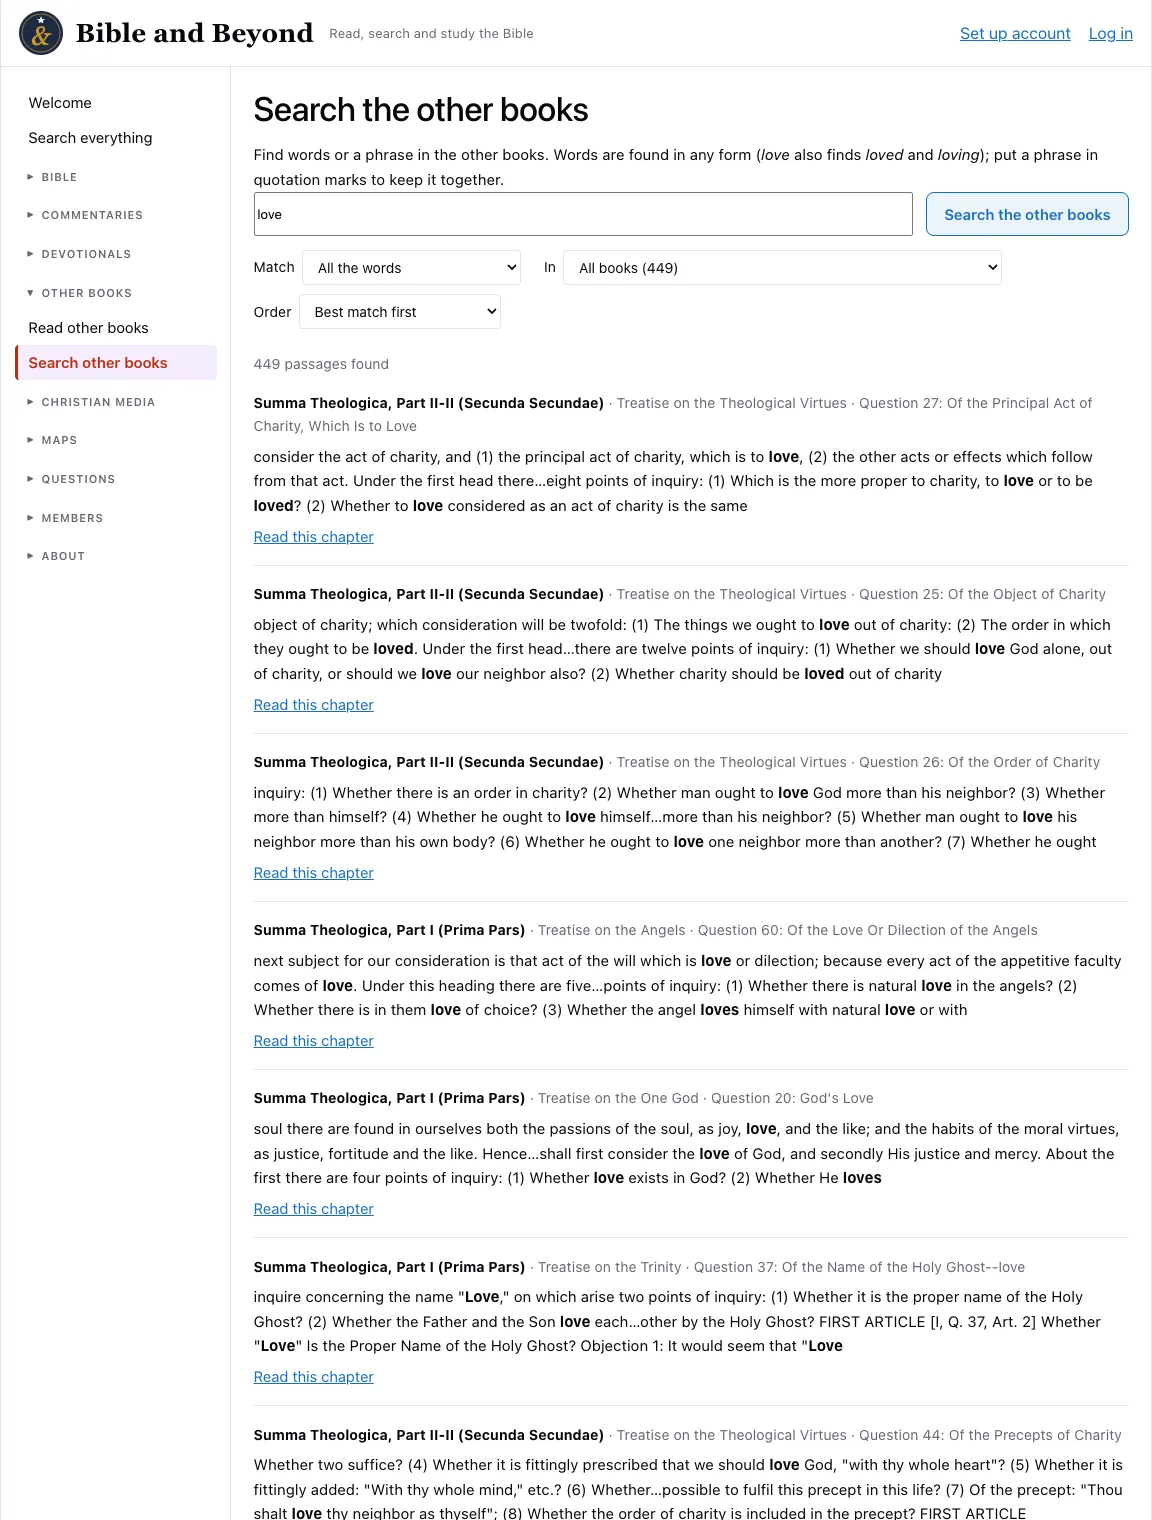 &
Bible and Beyond
Read, search and study the Bible
Set up account
Log in
Welcome
Search everything
▸ BIBLE
▸ COMMENTARIES
▸ DEVOTIONALS
▾ OTHER BOOKS
Read other books
Search other books
▸ CHRISTIAN MEDIA
▸ MAPS
▸ QUESTIONS
▸ MEMBERS
▸ ABOUT
Search the other books
Find words or a phrase in the other books. Words are found in any form (love also finds loved and loving); put a phrase in
quotation marks to keep it together.
love
Search the other books
Match All the words In All books (449)
Order Best match first
449 passages found
Summa Theologica, Part II-II (Secunda Secundae) · Treatise on the Theological Virtues · Question 27: Of the Principal Act of
Charity, Which Is to Love
consider the act of charity, and (1) the principal act of charity, which is to love, (2) the other acts or effects which follow
from that act. Under the first head there…eight points of inquiry: (1) Which is the more proper to charity, to love or to be
loved? (2) Whether to love considered as an act of charity is the same
Read this chapter
Summa Theologica, Part II-II (Secunda Secundae) · Treatise on the Theological Virtues · Question 25: Of the Object of Charity
object of charity; which consideration will be twofold: (1) The things we ought to love out of charity: (2) The order in which
they ought to be loved. Under the first head…there are twelve points of inquiry: (1) Whether we should love God alone, out
of charity, or should we love our neighbor also? (2) Whether charity should be loved out of charity
Read this chapter
Summa Theologica, Part II-II (Secunda Secundae) · Treatise on the Theological Virtues · Question 26: Of the Order of Charity
inquiry: (1) Whether there is an order in charity? (2) Whether man ought to love God more than his neighbor? (3) Whether
more than himself? (4) Whether he ought to love himself…more than his neighbor? (5) Whether man ought to love his
neighbor more than his own body? (6) Whether he ought to love one neighbor more than another? (7) Whether he ought
Read this chapter
Summa Theologica, Part I (Prima Pars) · Treatise on the Angels · Question 60: Of the Love Or Dilection of the Angels
next subject for our consideration is that act of the will which is love or dilection; because every act of the appetitive faculty
comes of love. Under this heading there are five…points of inquiry: (1) Whether there is natural love in the angels? (2)
Whether there is in them love of choice? (3) Whether the angel loves himself with natural love or with
Read this chapter
Summa Theologica, Part I (Prima Pars) · Treatise on the One God · Question 20: God's Love
soul there are found in ourselves both the passions of the soul, as joy, love, and the like; and the habits of the moral virtues,
as justice, fortitude and the like. Hence…shall first consider the love of God, and secondly His justice and mercy. About the
first there are four points of inquiry: (1) Whether love exists in God? (2) Whether He loves
Read this chapter
Summa Theologica, Part I (Prima Pars) · Treatise on the Trinity · Question 37: Of the Name of the Holy Ghost--love
inquire concerning the name "Love," on which arise two points of inquiry: (1) Whether it is the proper name of the Holy
Ghost? (2) Whether the Father and the Son love each…other by the Holy Ghost? FIRST ARTICLE [I, Q. 37, Art. 2] Whether
"Love" Is the Proper Name of the Holy Ghost? Objection 1: It would seem that "Love
Read this chapter
Summa Theologica, Part II-II (Secunda Secundae) · Treatise on the Theological Virtues · Question 44: Of the Precepts of Charity
Whether two suffice? (4) Whether it is fittingly prescribed that we should love God, "with thy whole heart"? (5) Whether it is
fittingly added: "With thy whole mind," etc.? (6) Whether…possible to fulfil this precept in this life? (7) Of the precept: "Thou
shalt love thy neighbor as thyself"; (8) Whether the order of charity is included in the precept? FIRST ARTICLE